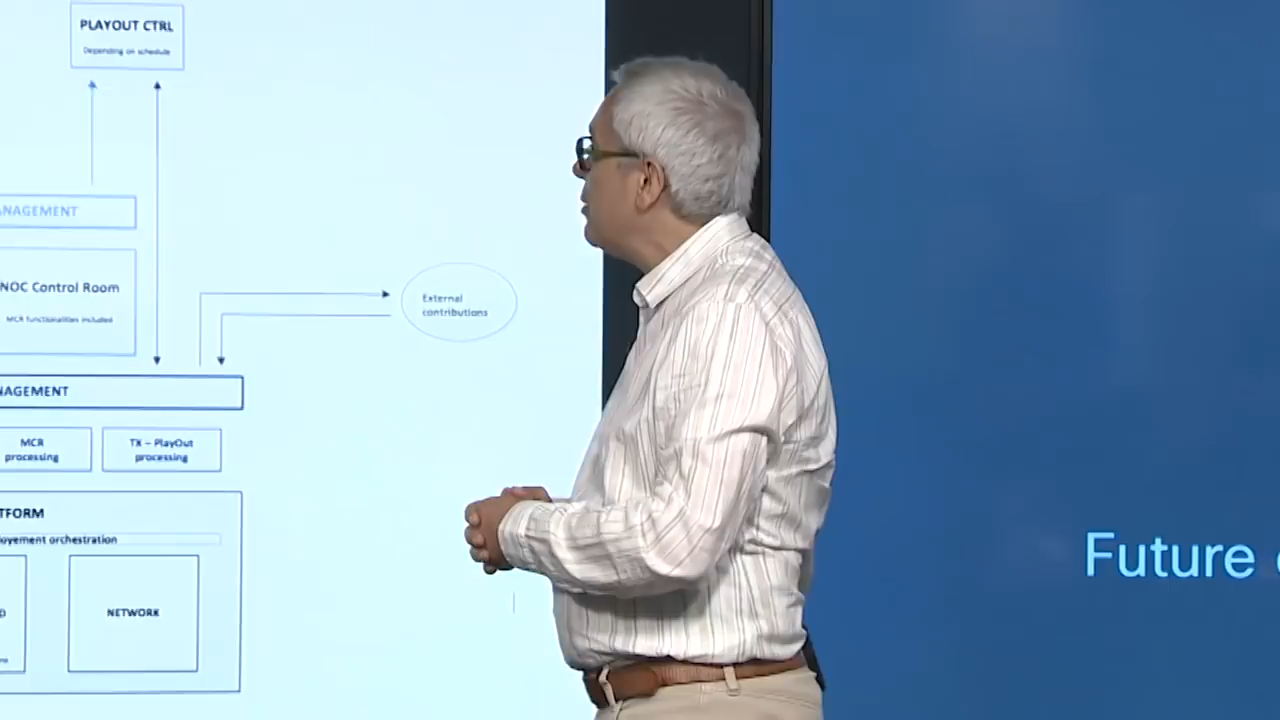 PLAYOUT CTRL
Depending on schedule
NAGEMENT
NOC Control Room
MCR functionalities included
External
contributions
NAGEMENT
MCR
processing
TX – PlayOut
processing
TFORM
oyement orchestration
NETWORK
Future